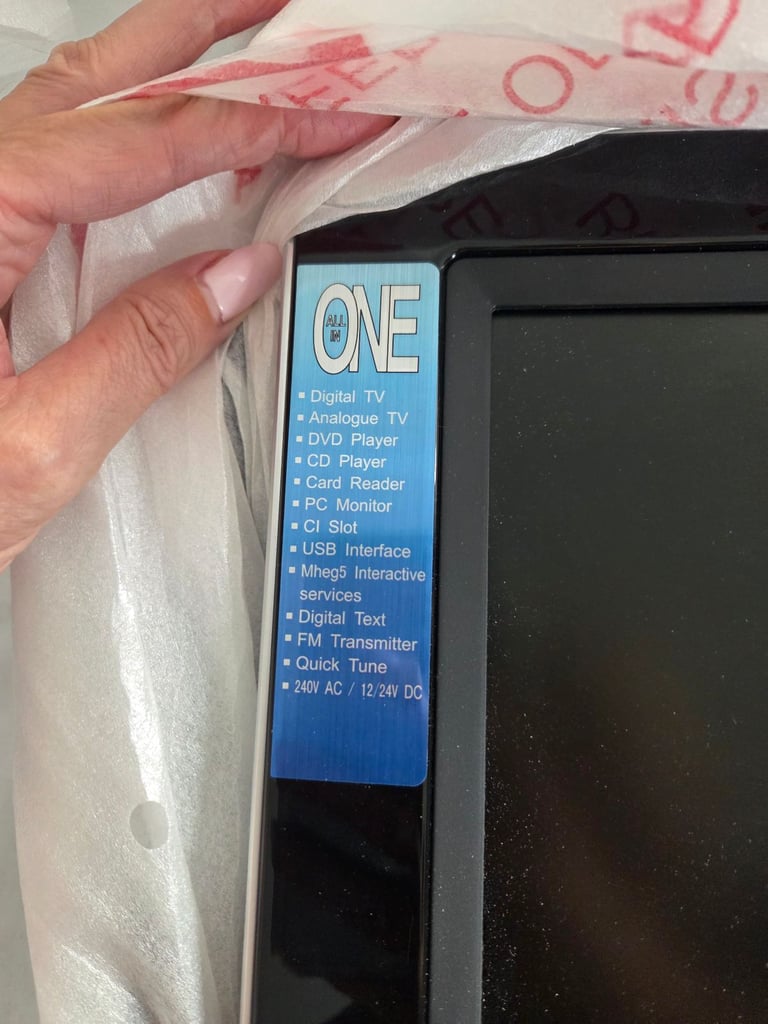 ALL
IN
ONE
Digital TV
Analogue TV
DVD Player
CD Player
Card Reader
PC Monitor
CI Slot
USB Interface
Mheg5 Interactive
services
Digital Text
FM Transmitter
Quick Tune
240V AC / 12/24V DC